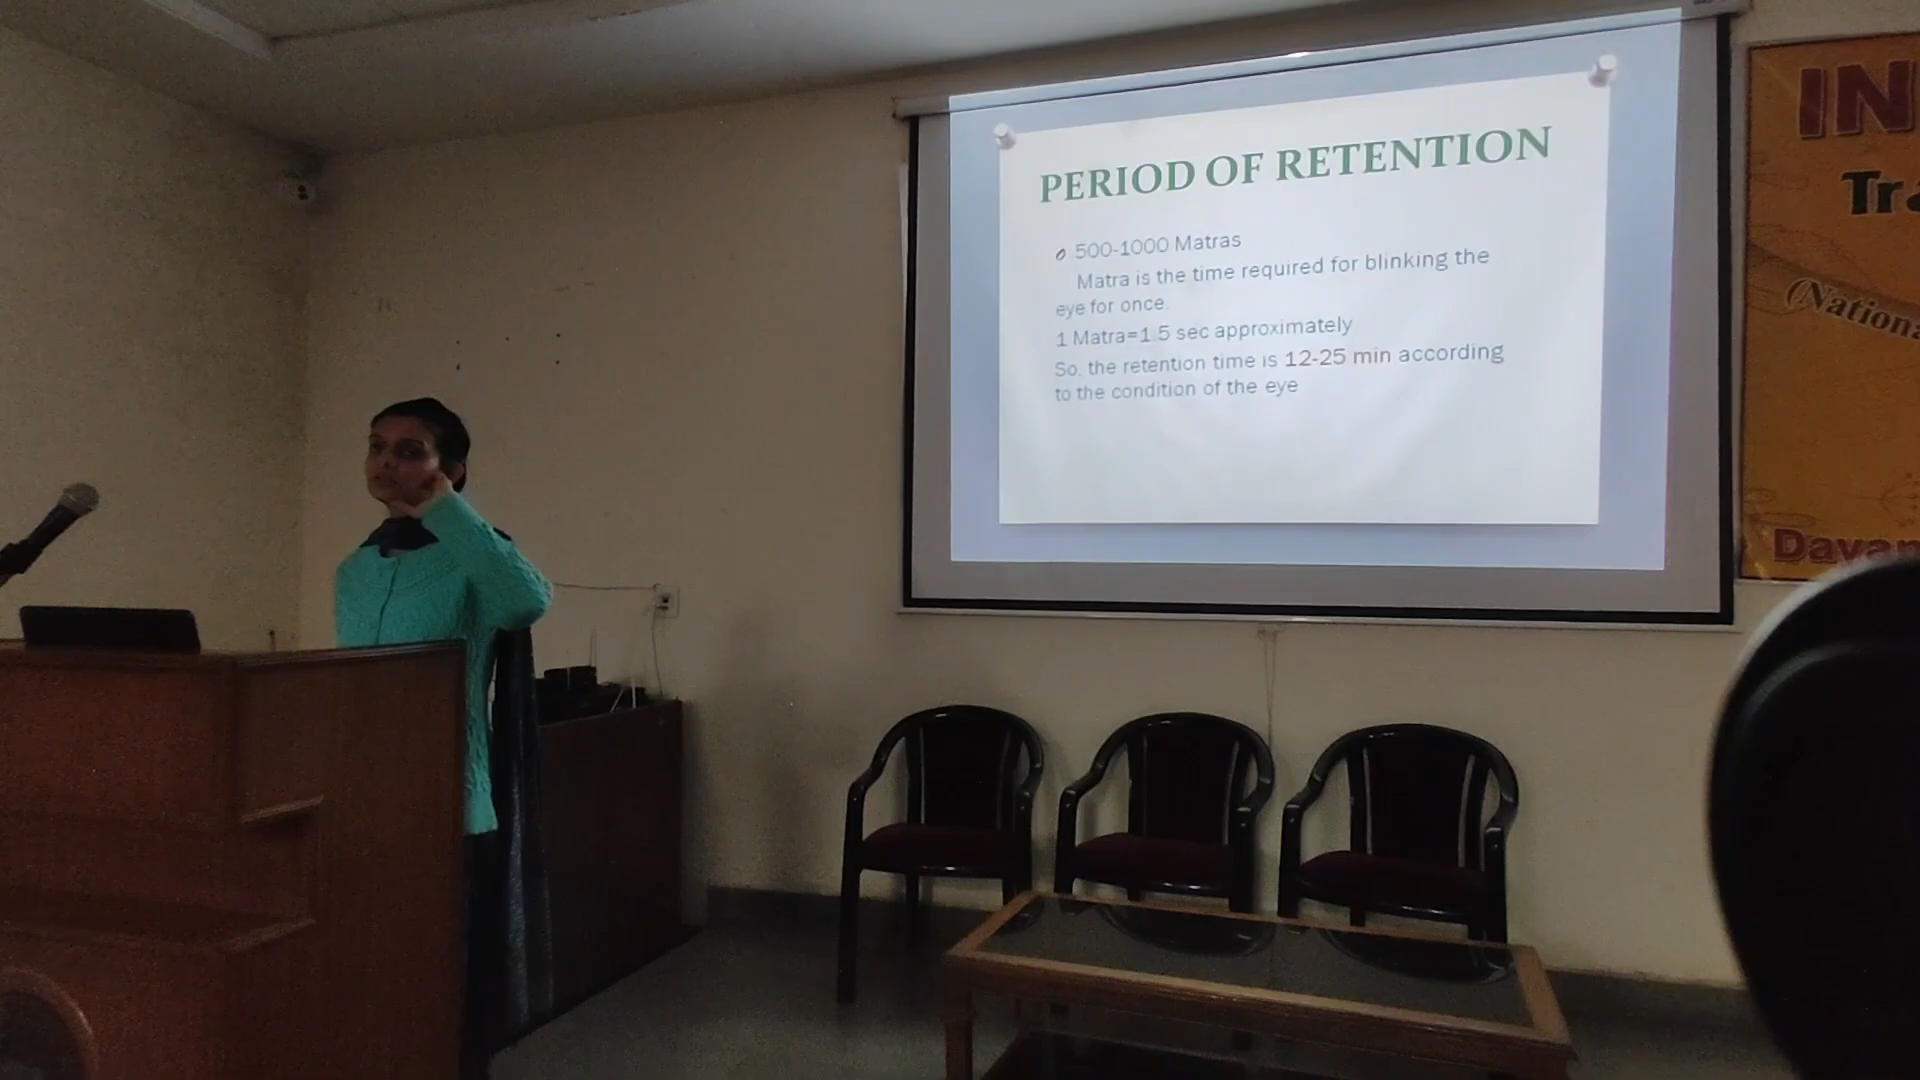 PERIOD OF RETENTION
500-1000 Matras
Matra is the time required for blinking the
eye for once.
1 Matra=1.5 sec approximately
So, the retention time is 12-25 min according
to the condition of the eye
IN
Tra
(Nationa
Dayan